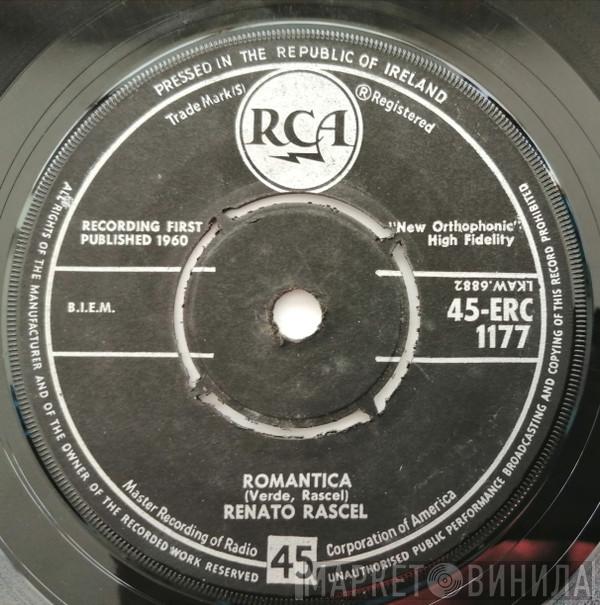 PRESSED IN THE REPUBLIC OF IRELAND
Trade Mark(S)
RCA
® Registered
RECORDING FIRST
PUBLISHED 1960
"New Orthophonic"
High Fidelity
B.I.E.M.
LKAW.6882
45-ERC
1177
ROMANTICA
(Verde, Rascel)
RENATO RASCEL
Master Recording of Radio
Corporation of America
45
ALL RIGHTS OF THE MANUFACTURER AND OF THE OWNER OF THE RECORDED WORK RESERVED
UNAUTHORISED PUBLIC PERFORMANCE BROADCASTING AND COPYING OF THIS RECORD PROHIBITED
МАРКЕТ ВИНИЛА